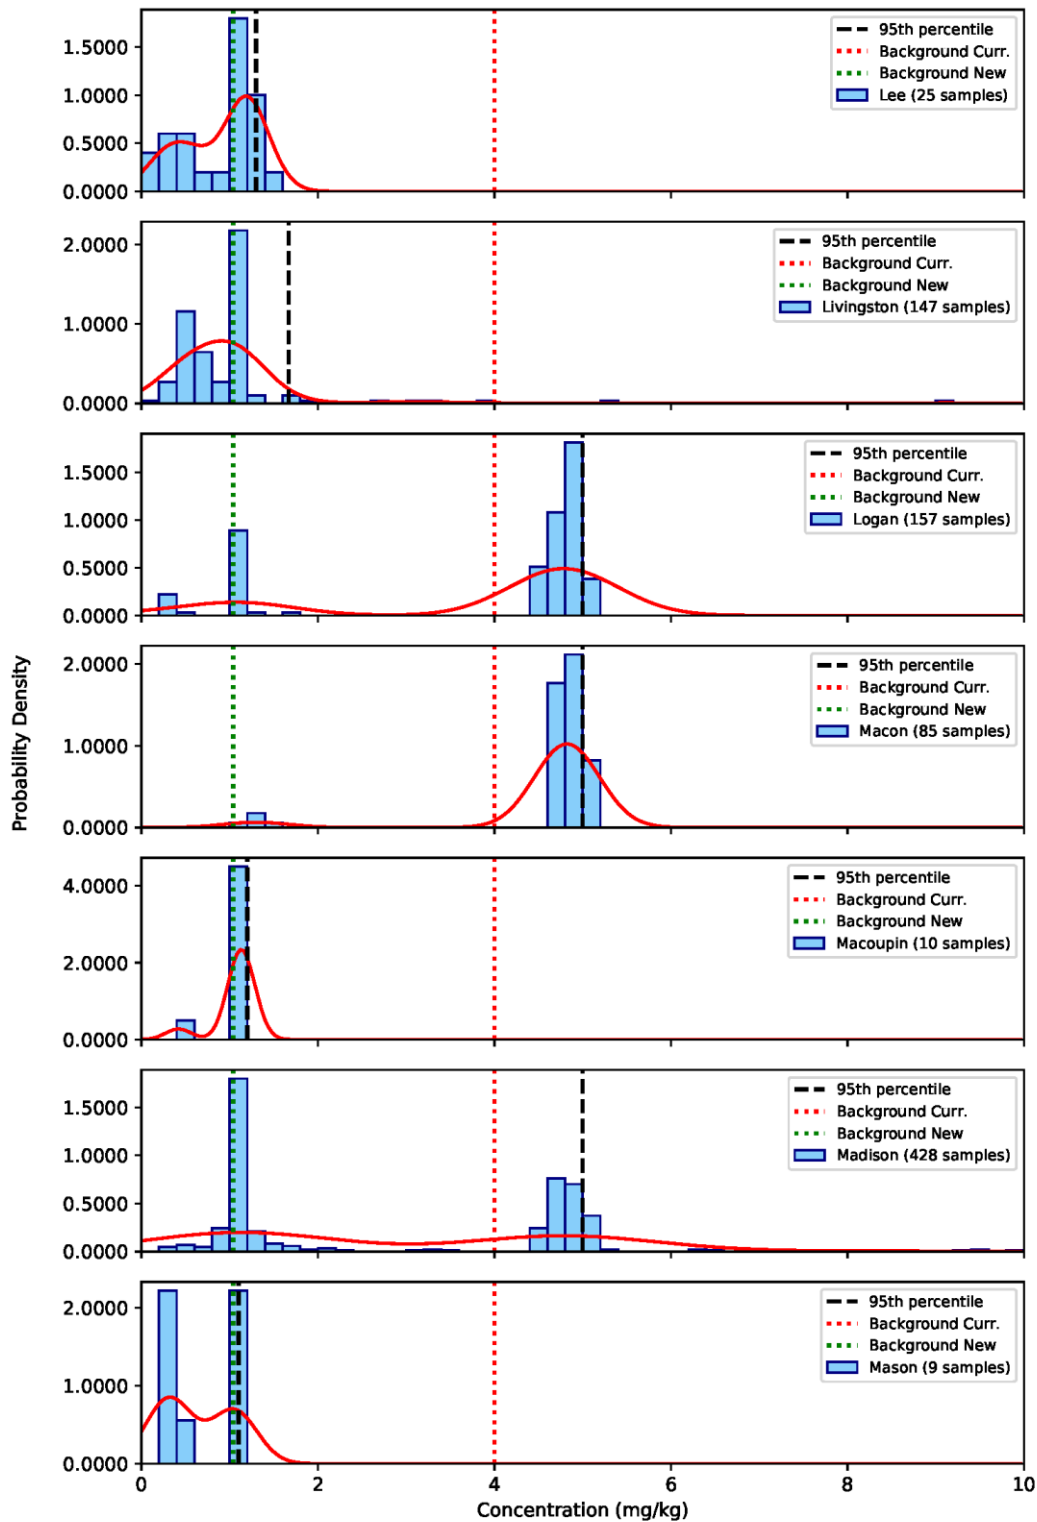 1.5000
1.0000
0.5000
0.0000
95th percentile
Background Curr.
Background New
Lee (25 samples)
2.0000
1.0000
0.0000
95th percentile
Background Curr.
Background New
Livingston (147 samples)
1.5000
1.0000
0.5000
0.0000
95th percentile
Background Curr.
Background New
Logan (157 samples)
Probability Density
2.0000
1.0000
0.0000
95th percentile
Background Curr.
Background New
Macon (85 samples)
4.0000
2.0000
0.0000
95th percentile
Background Curr.
Background New
Macoupin (10 samples)
1.5000
1.0000
0.5000
0.0000
95th percentile
Background Curr.
Background New
Madison (428 samples)
2.0000
1.0000
0.0000
95th percentile
Background Curr.
Background New
Mason (9 samples)
0 2 4 6 8 10
Concentration (mg/kg)